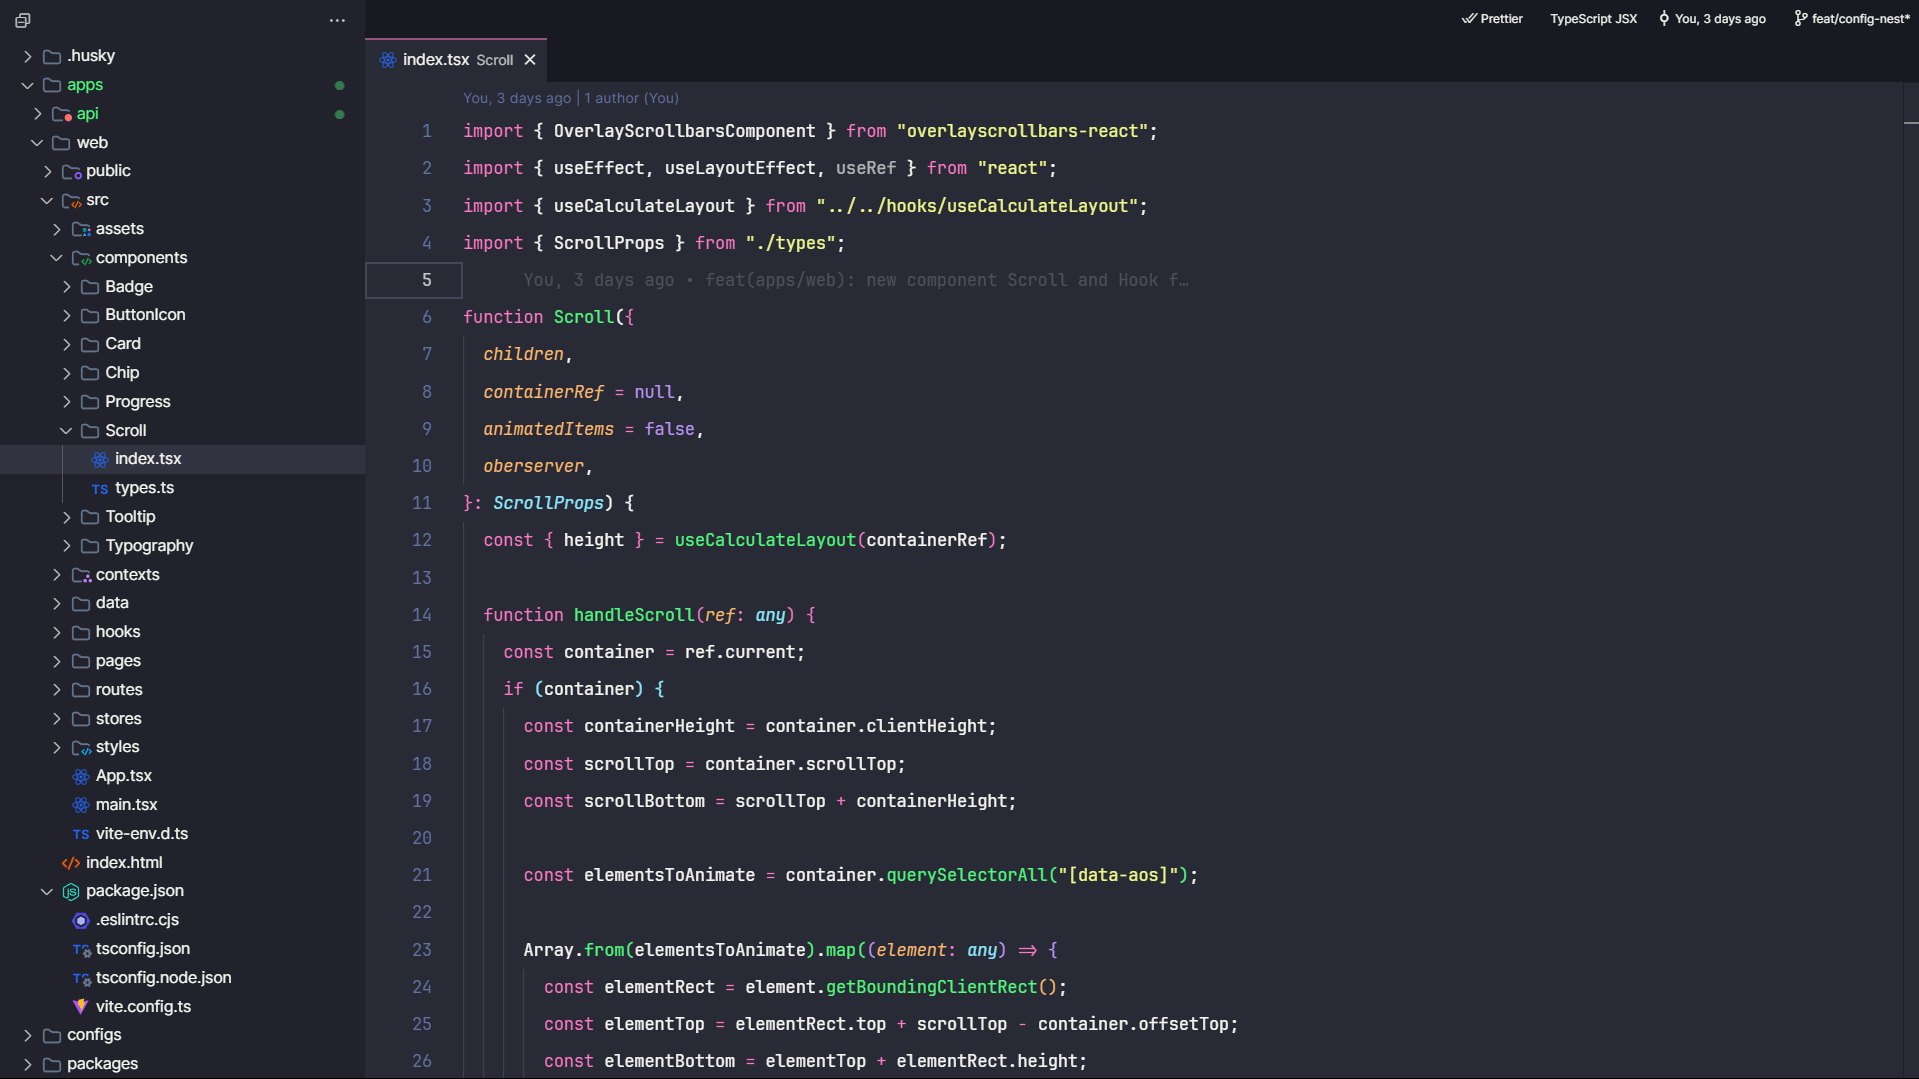 Prettier
TypeScript JSX
You, 3 days ago
feat/config-nest*
.husky
apps
api
web
public
src
assets
components
Badge
ButtonIcon
Card
Chip
Progress
Scroll
index.tsx
types.ts
Tooltip
Typography
contexts
data
hooks
pages
routes
stores
styles
App.tsx
main.tsx
TS vite-env.d.ts
index.html
package.json
.eslintrc.cjs
tsconfig.json
tsconfig.node.json
vite.config.ts
configs
packages
index.tsx Scroll
You, 3 days ago | 1 author (You)
1 import { OverlayScrollbarsComponent } from "overlayscrollbars-react";
2 import { useEffect, useLayoutEffect, useRef } from "react";
3 import { useCalculateLayout } from "../../hooks/useCalculateLayout";
4 import { ScrollProps } from "./types";
5 You, 3 days ago • feat(apps/web): new component Scroll and Hook f…
6 function Scroll({
7 children,
8 containerRef = null,
9 animatedItems = false,
10 oberserver,
11 }: ScrollProps) {
12 const { height } = useCalculateLayout(containerRef);
13
14 function handleScroll(ref: any) {
15 const container = ref.current;
16 if (container) {
17 const containerHeight = container.clientHeight;
18 const scrollTop = container.scrollTop;
19 const scrollBottom = scrollTop + containerHeight;
20
21 const elementsToAnimate = container.querySelectorAll("[data-aos]");
22
23 Array.from(elementsToAnimate).map((element: any) => {
24 const elementRect = element.getBoundingClientRect();
25 const elementTop = elementRect.top + scrollTop - container.offsetTop;
26 const elementBottom = elementTop + elementRect.height;